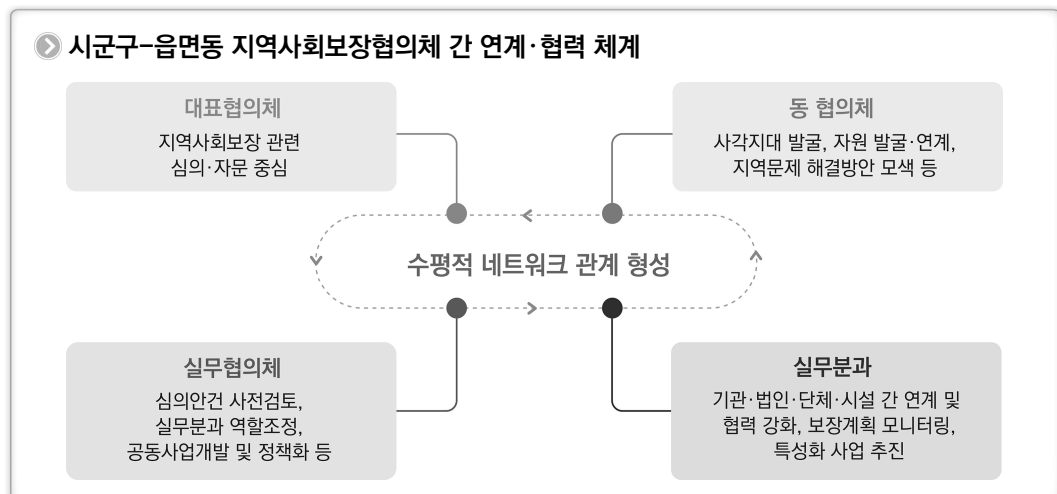 시군구-읍면동 지역사회보장협의체 간 연계·협력 체계
대표협의체
지역사회보장 관련
심의·자문 중심
동 협의체
사각지대 발굴, 자원 발굴·연계,
지역문제 해결방안 모색 등
수평적 네트워크 관계 형성
실무협의체
심의안건 사전검토,
실무분과 역할조정,
공동사업개발 및 정책화 등
실무분과
기관·법인·단체·시설 간 연계 및
협력 강화, 보장계획 모니터링,
특성화 사업 추진